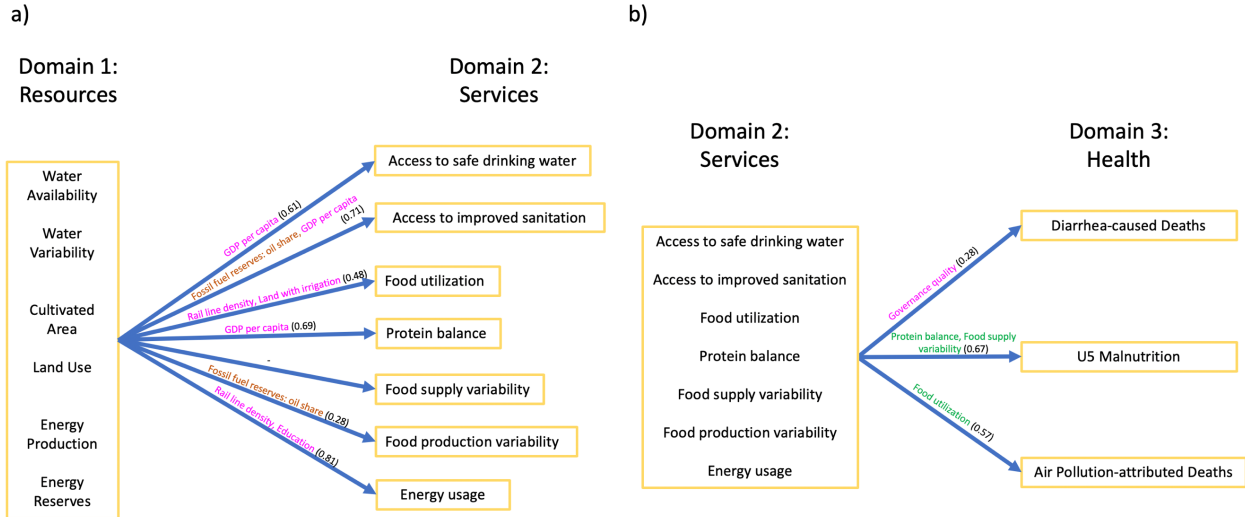 a)
Domain 1:
Resources
Domain 2:
Services
Water
Availability
Water
Variability
Cultivated
Area
Land Use
Energy
Production
Energy
Reserves
GDP per capita (0.61)
Fossil fuel reserves: oil share, GDP per capita
(0.71)
Rail line density, Land with irrigation (0.48)
GDP per capita (0.69)
-
Fossil fuel reserves: oil share (0.28)
Rail line density, Education (0.81)
Access to safe drinking water
Access to improved sanitation
Food utilization
Protein balance
Food supply variability
Food production variability
Energy usage
b)
Domain 2:
Services
Domain 3:
Health
Access to safe drinking water
Access to improved sanitation
Food utilization
Protein balance
Food supply variability
Food production variability
Energy usage
Governance quality (0.28)
Protein balance, Food supply
variability (0.67)
Food utilization (0.57)
Diarrhea-caused Deaths
U5 Malnutrition
Air Pollution-attributed Deaths